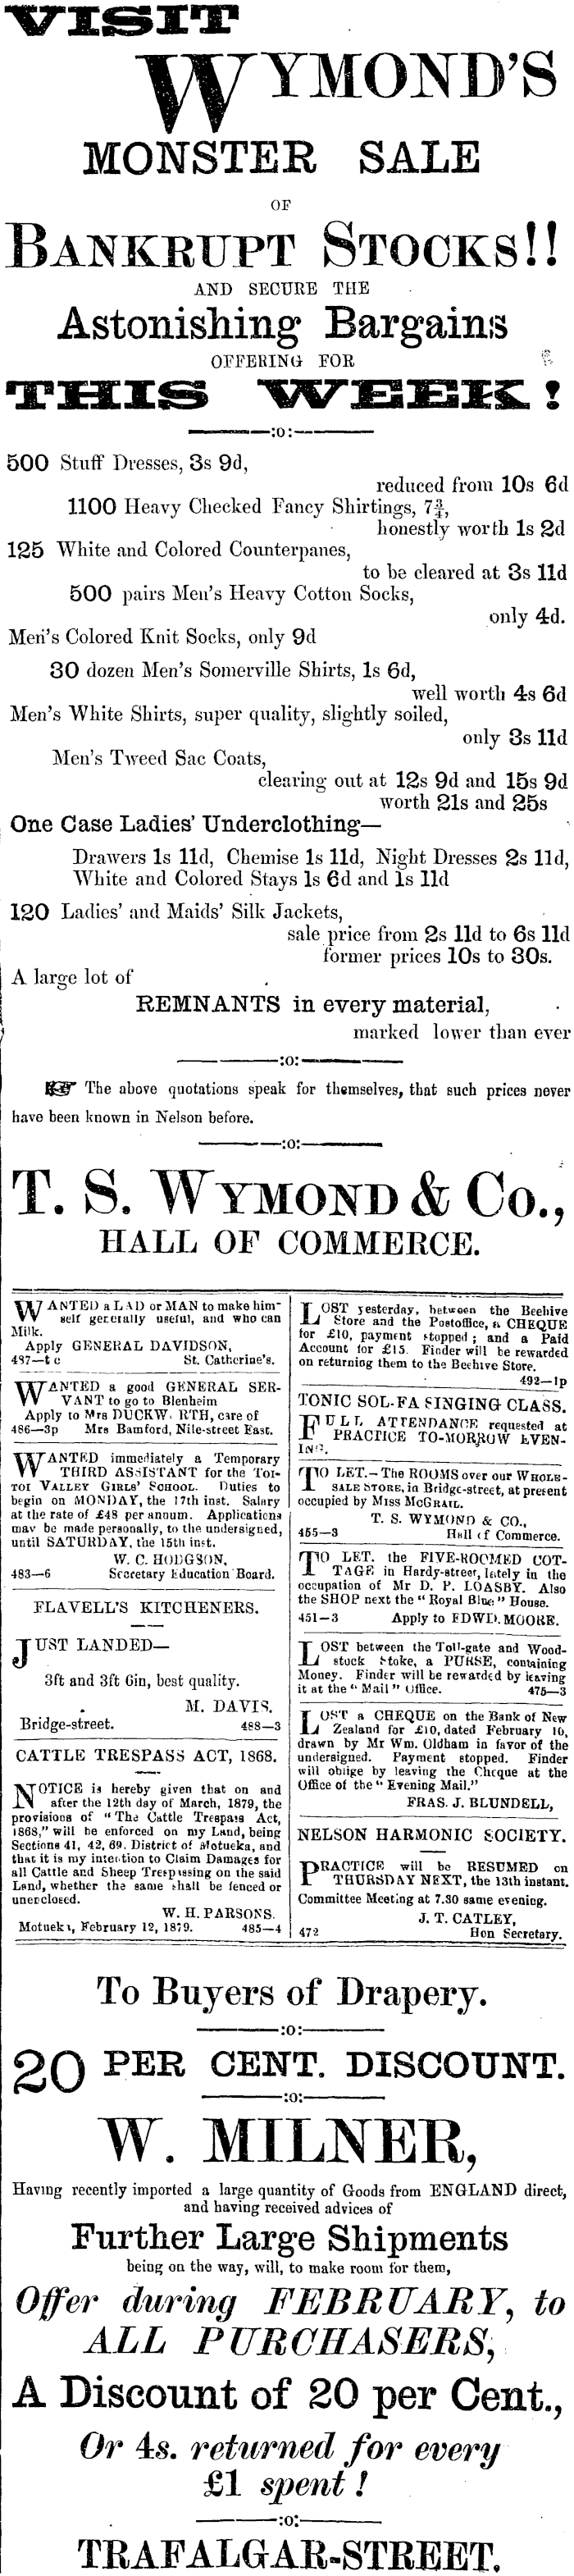 VISIT
WYMOND'S
MONSTER SALE
OF
BANKRUPT STOCKS!!
AND SECURE THE
Astonishing Bargains
OFFERING FOR
THIS WEEK!
:o:
500 Stuff Dresses, 3s 9d,
reduced from 10s 6d
1100 Heavy Checked Fancy Shirtings, 7¾,
honestly worth 1s 2d
125 White and Colored Counterpanes,
to be cleared at 3s 11d
500 pairs Men's Heavy Cotton Socks,
only 4d.
Men's Colored Knit Socks, only 9d
30 dozen Men's Somerville Shirts, 1s 6d,
well worth 4s 6d
Men's White Shirts, super quality, slightly soiled,
only 3s 11d
Men's Tweed Sac Coats,
clearing out at 12s 9d and 15s 9d
worth 21s and 25s
One Case Ladies' Underclothing—
Drawers 1s 11d, Chemise 1s 11d, Night Dresses 2s 11d,
White and Colored Stays 1s 6d and 1s 11d
120 Ladies' and Maids' Silk Jackets,
sale price from 2s 11d to 6s 11d
former prices 10s to 30s.
A large lot of
REMNANTS in every material,
marked lower than ever
:o:
☞ The above quotations speak for themselves, that such prices never
have been known in Nelson before.
:o:
T. S. WYMOND & CO.,
HALL OF COMMERCE.
WANTED a LAD or MAN to make him-
self generally useful, and who can
Milk.
Apply GENERAL DAVIDSON,
487—t c St. Catherine's.
WANTED a good GENERAL SER-
VANT to go to Blenheim
Apply to Mrs DUCKW RTH, care of
486—3p Mrs Bamford, Nile-street East.
WANTED immediately a Temporary
THIRD ASSISTANT for the TOI-
TOI VALLEY GIRLS' SCHOOL. Duties to
begin on MONDAY, the 17th inst. Salary
at the rate of £48 per annum. Applications
may be made personally, to the undersigned,
until SATURDAY, the 15th inst.
W. C. HODGSON,
483—6 Secretary Education Board.
FLAVELL'S KITCHENERS.
JUST LANDED—
3ft and 3ft 6in, best quality.
M. DAVIS.
Bridge-street. 488—3
CATTLE TRESPASS ACT, 1868.
NOTICE is hereby given that on and
after the 12th day of March, 1879, the
provisions of "The Cattle Trespass Act,
1868," will be enforced on my Land, being
Sections 41, 42, 69. District of Motueka, and
that it is my intention to Claim Damages for
all Cattle and Sheep Trespassing on the said
Land, whether the same shall be fenced or
unenclosed.
W. H. PARSONS.
Motueka, February 12, 1879. 485—4
LOST yesterday, between the Beehive
Store and the Postoffice, a CHEQUE
for £10, payment stopped; and a Paid
Account for £15. Finder will be rewarded
on returning them to the Beehive Store.
492—1p
TONIC SOL-FA SINGING CLASS.
FULL ATTENDANCE requested at
PRACTICE TO-MORROW EVEN-
ING.
TO LET.—The ROOMS over our WHOLE-
SALE STORE, in Bridge-street, at present
occupied by MISS MCGRAIL.
T. S. WYMOND & CO.,
455—3 Hall of Commerce.
TO LET. the FIVE-ROOMED COT-
TAGE in Hardy-street, lately in the
occupation of Mr D. P. LOASBY. Also
the SHOP next the "Royal Blue" House.
451—3 Apply to EDWD. MOORE.
LOST between the Toll-gate and Wood-
stock Stoke, a PURSE, containing
Money. Finder will be rewarded by leaving
it at the "Mail" Office. 475—3
LOST a CHEQUE on the Bank of New
Zealand for £10, dated February 10,
drawn by Mr Wm. Oldham in favor of the
undersigned. Payment stopped. Finder
will oblige by leaving the Cheque at the
Office of the "Evening Mail."
FRAS. J. BLUNDELL,
NELSON HARMONIC SOCIETY.
PRACTICE will be RESUMED on
THURSDAY NEXT, the 13th instant.
Committee Meeting at 7.30 same evening.
J. T. CATLEY,
472 Hon Secretary.
To Buyers of Drapery.
:o:
20 PER CENT. DISCOUNT.
:o:
W. MILNER,
Having recently imported a large quantity of Goods from ENGLAND direct,
and having received advices of
Further Large Shipments
being on the way, will, to make room for them,
Offer during FEBRUARY, to
ALL PURCHASERS,
A Discount of 20 per Cent.,
Or 4s. returned for every
£1 spent!
:o:
TRAFALGAR-STREET.